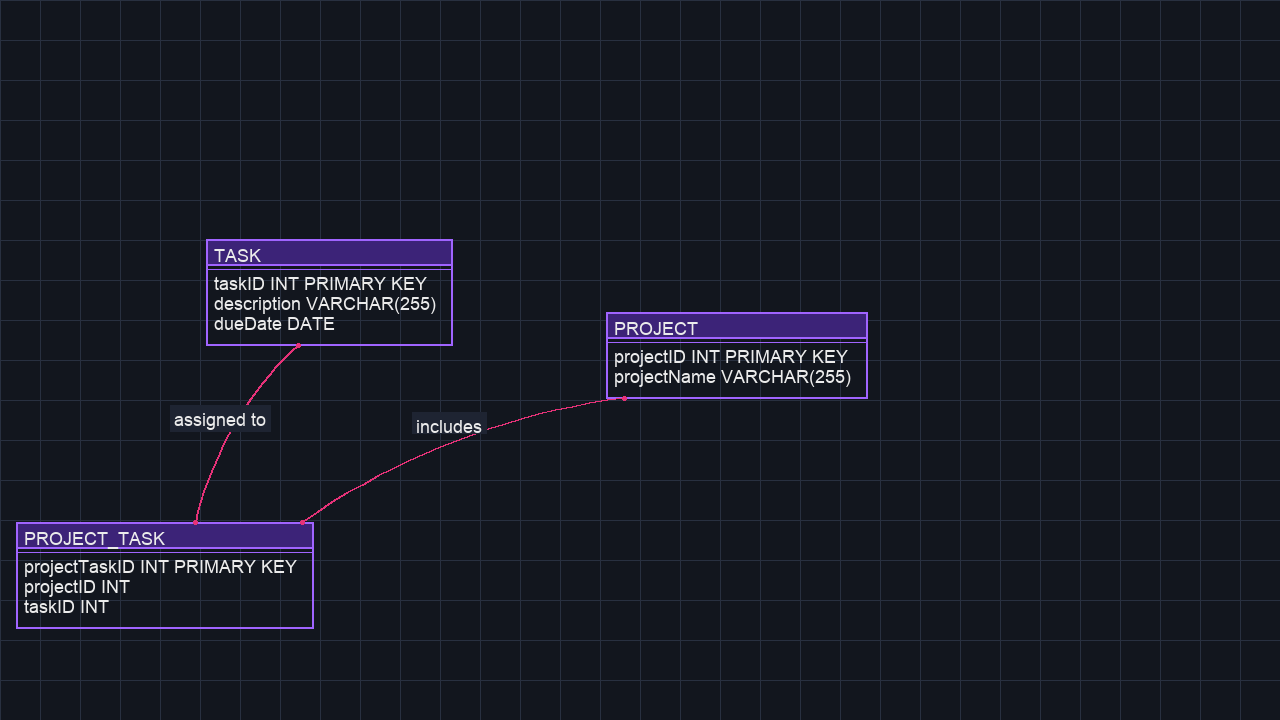 TASK
taskID INT PRIMARY KEY
description VARCHAR(255)
dueDate DATE
PROJECT
projectID INT PRIMARY KEY
projectName VARCHAR(255)
assigned to
includes
PROJECT_TASK
projectTaskID INT PRIMARY KEY
projectID INT
taskID INT